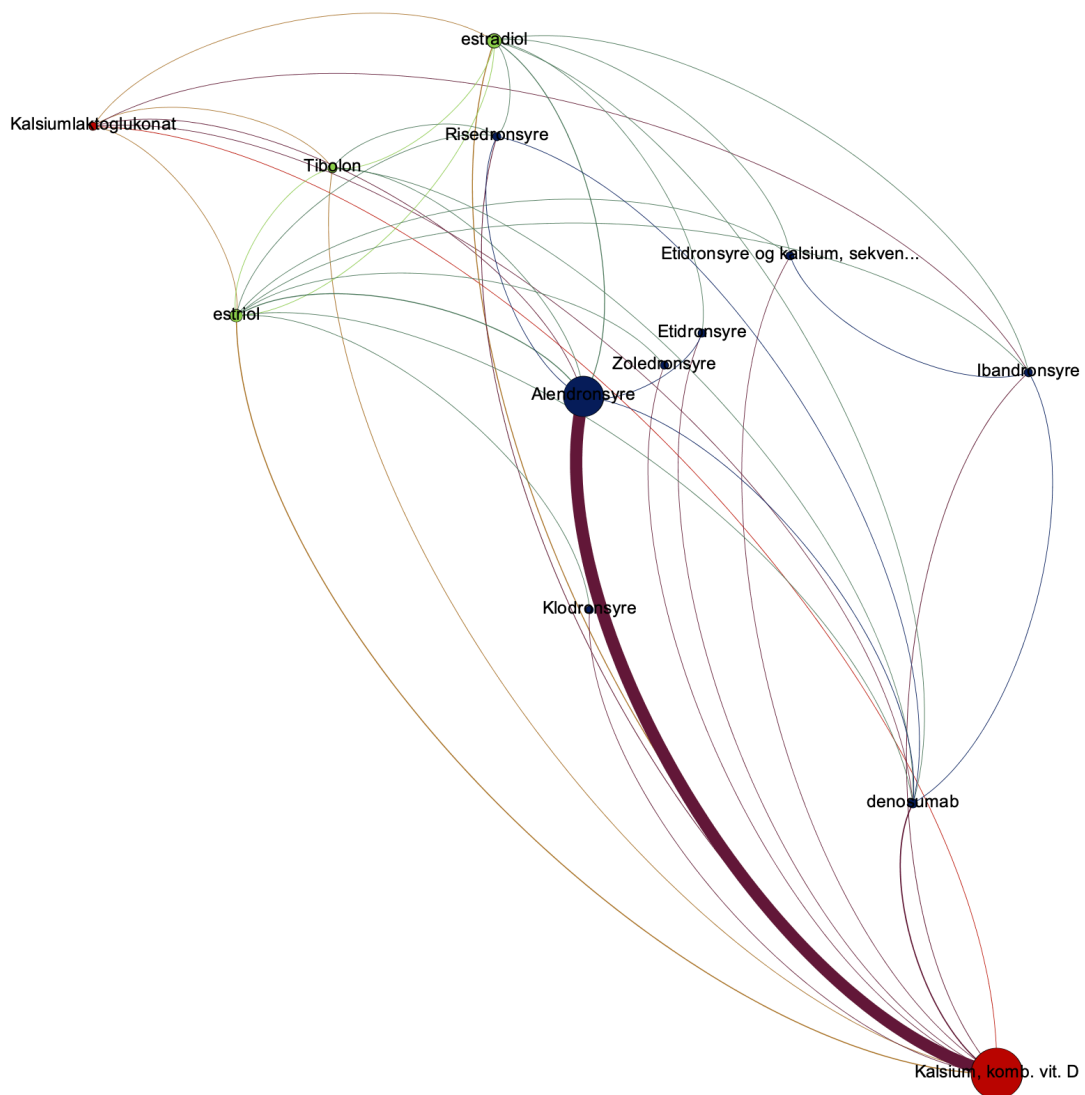 estradiol
Kalsiumlaktoglukonat
Risedronsyre
Tibolon
Etidronsyre og kalsium, sekven...
estriol
Etidronsyre
Zoledronsyre
Ibandronsyre
Alendronsyre
Klodronsyre
denosumab
Kalsium, komb. vit. D